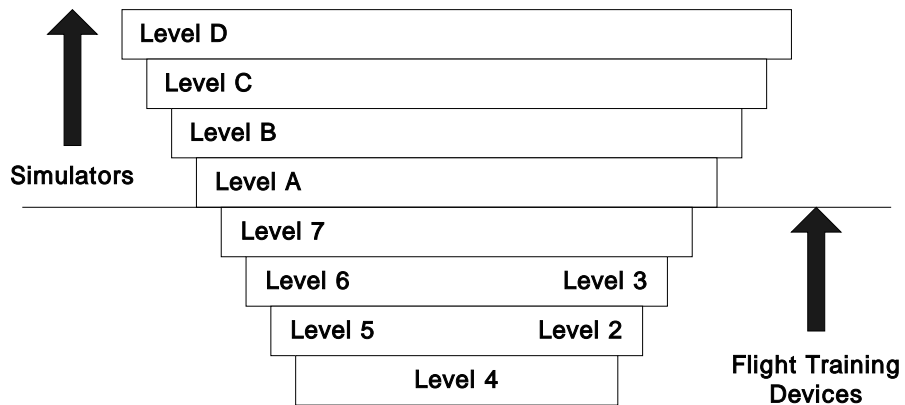 Level D
Level C
Level B
Simulators
Level A
Level 7
Level 6 Level 3
Level 5 Level 2
Level 4
Flight Training
Devices